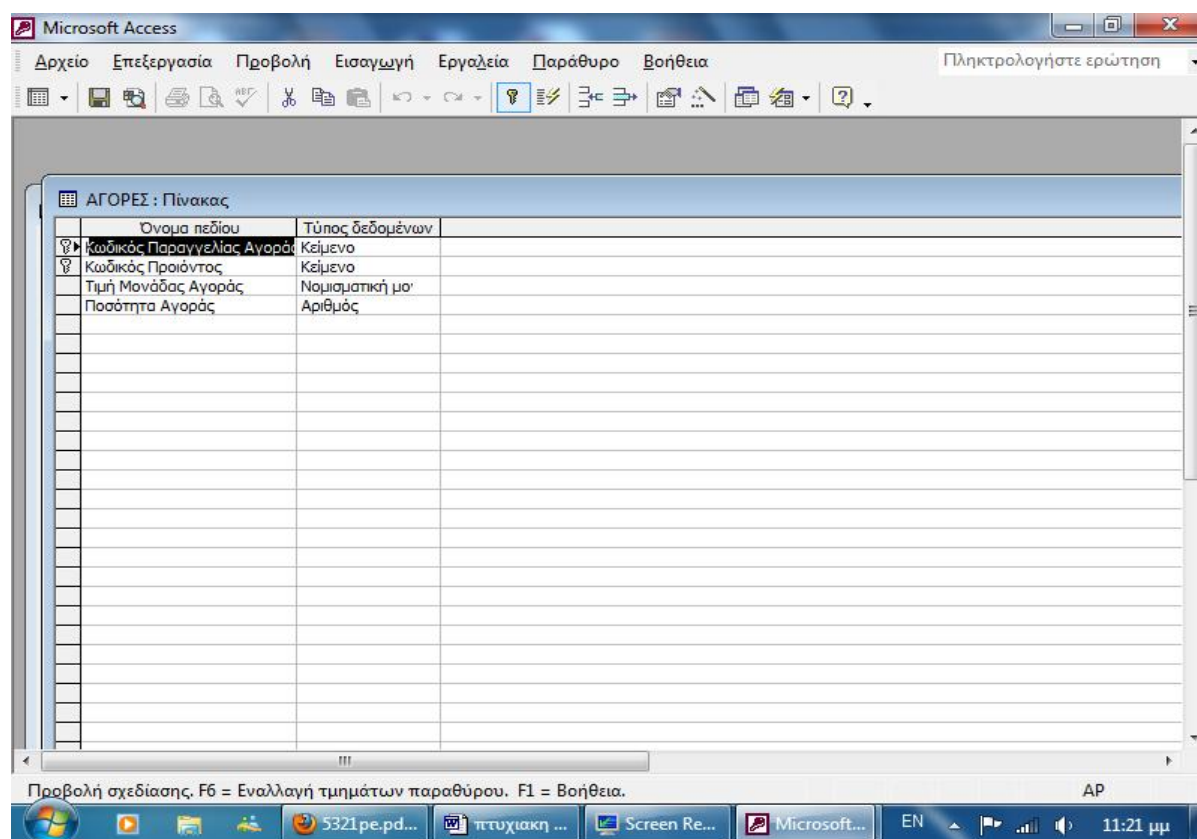 Microsoft Access
Αρχείο Επεξεργασία Προβολή Εισαγωγή Εργαλεία Παράθυρο Βοήθεια Πληκτρολογήστε ερώτηση
ΑΓΟΡΕΣ : Πίνακας
Όνομα πεδίου Τύπος δεδομένων
Κωδικός Παραγγελίας Αγοράς Κείμενο
Κωδικός Προιόντος Κείμενο
Τιμή Μονάδας Αγοράς Νομισματική μο
Ποσότητα Αγοράς Αριθμός
Προβολή σχεδίασης. F6 = Εναλλαγή τμημάτων παραθύρου. F1 = Βοήθεια. ΑΡ
5321pe.pd... πτυχιακη ... Screen Re... Microsoft... EN 11:21 μμ